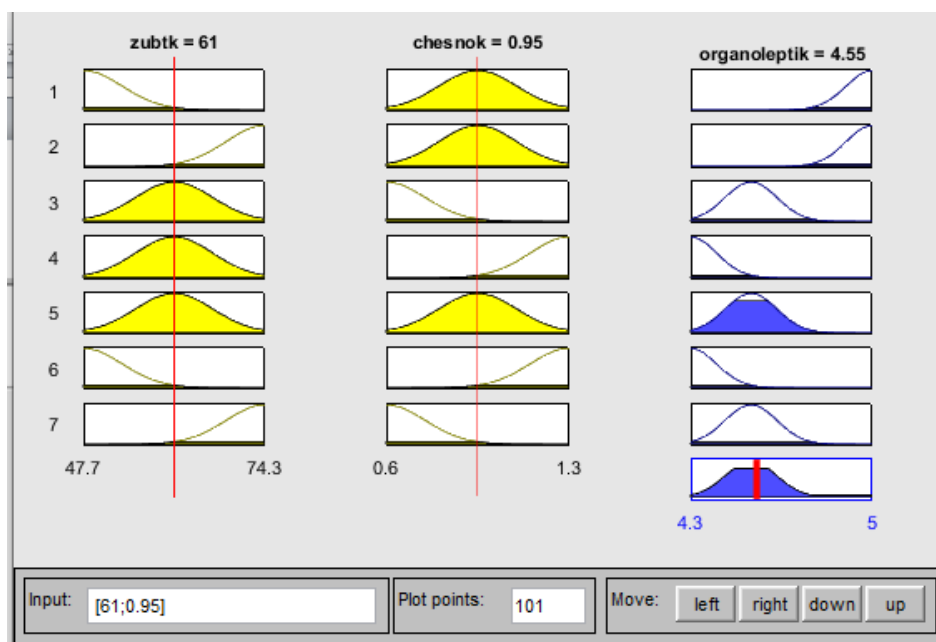 zubtk = 61
chesnok = 0.95
organoleptik = 4.55
1
2
3
4
5
6
7
47.7
74.3
0.6
1.3
4.3
5
Input:
[61;0.95]
Plot points:
101
Move:
left
right
down
up